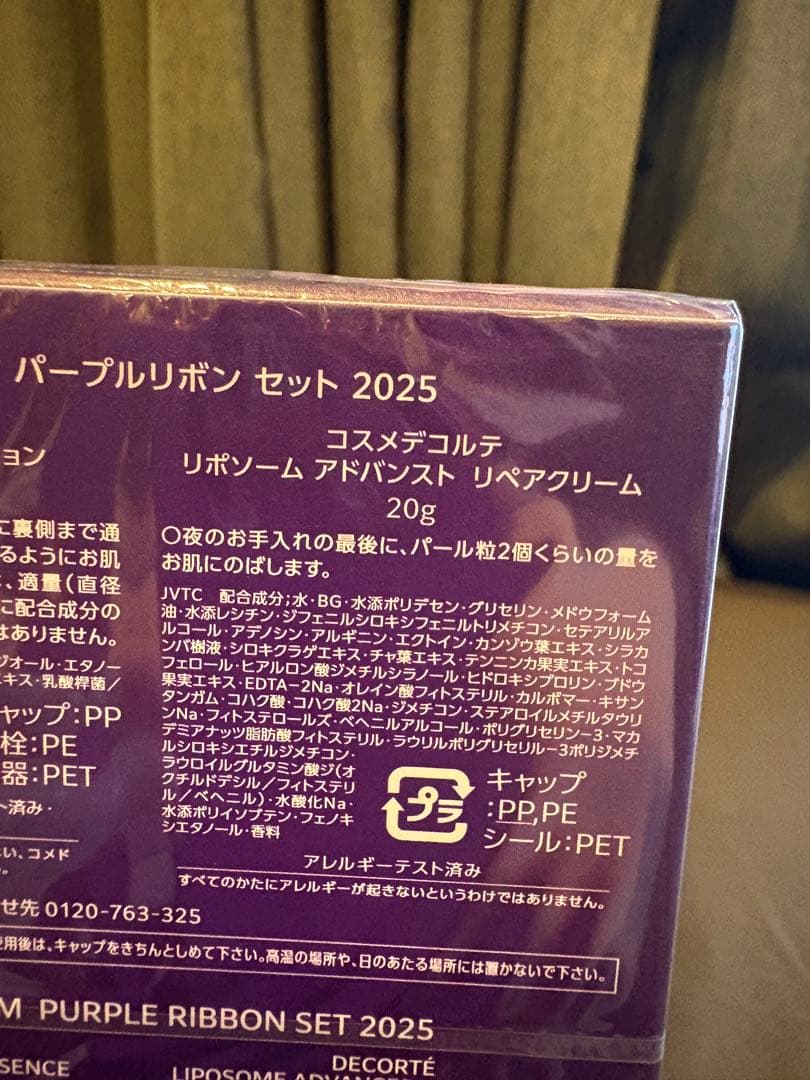 パープルリボン セット 2025
コスメデコルテ
リポソーム アドバンスト リペアクリーム
20g
○夜のお手入れの最後に、パール粒2個くらいの量を
お肌にのばします。
JVTC 配合成分;水・BG・水添ポリデセン・グリセリン・メドウフォーム
油・水添レシチン・ジフェニルシロキシフェニルトリメチコン・セテアリルア
ルコール・アデノシン・アルギニン・エクトイン・カンゾウ葉エキス・シラカ
ンバ樹液・シロキクラゲエキス・チャ葉エキス・テンニンカ果実エキス・トコ
フェロール・ヒアルロン酸ジメチルシラノール・ヒドロキシプロリン・ブドウ
果実エキス・EDTA-2Na・オレイン酸フィトステリル・カルボマー・キサン
タンガム・コハク酸・コハク酸2Na・ジメチコン・ステアロイルメチルタウリ
ンNa・フィトステロールズ・ベヘニルアルコール・ポリグリセリン-3・マカ
デミアナッツ脂肪酸フィトステリル・ラウリルポリグリセリル-3ポリジメチ
ルシロキシエチルジメチコン・
ラウロイルグルタミン酸ジ(オ
クチルドデシル/フィトステリ
ル/ベヘニル)・水酸化Na・
水添ポリイソブテン・フェノキ
シエタノール・香料
プラ
キャップ
:PP,PE
シール:PET
アレルギーテスト済み
すべてのかたにアレルギーが起きないというわけではありません。
ョン
に裏側まで通
るようにお肌
、適量(直径
に配合成分の
はありません。
ジオール・エタノー
エキス・乳酸桿菌/
ャップ:PP
栓:PE
器:PET
ト済み・
い、コメド
せ先 0120-763-325
使用後は、キャップをきちんとしめて下さい。高温の場所や、日のあたる場所には置かないで下さい。
M PURPLE RIBBON SET 2025
SSENCE
DECORTÉ
LIPOSOME ADVANCE